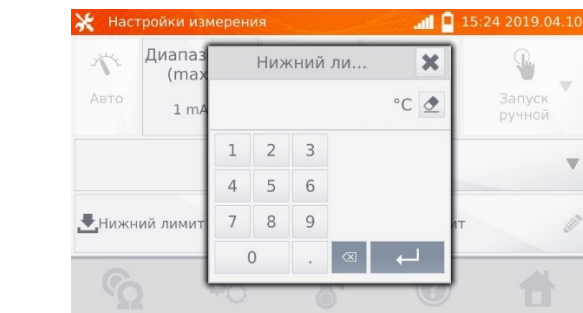 Настройки измерения 15:24 2019.04.10
Диапаз
(max
1 mA
Авто
Нижний ли...
°C
Запуск
ручной
1 2 3
4 5 6
7 8 9
0 .
Нижний лимит
ит